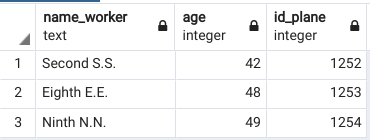 name_worker age id_plane
text integer integer
1 Second S.S. 42 1252
2 Eighth E.E. 48 1253
3 Ninth N.N. 49 1254